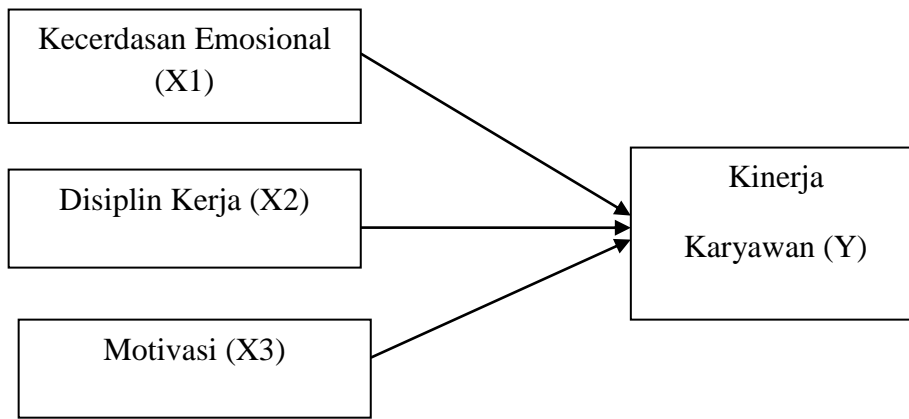 Kecerdasan Emosional
(X1)
Disiplin Kerja (X2)
Kinerja
Karyawan (Y)
Motivasi (X3)